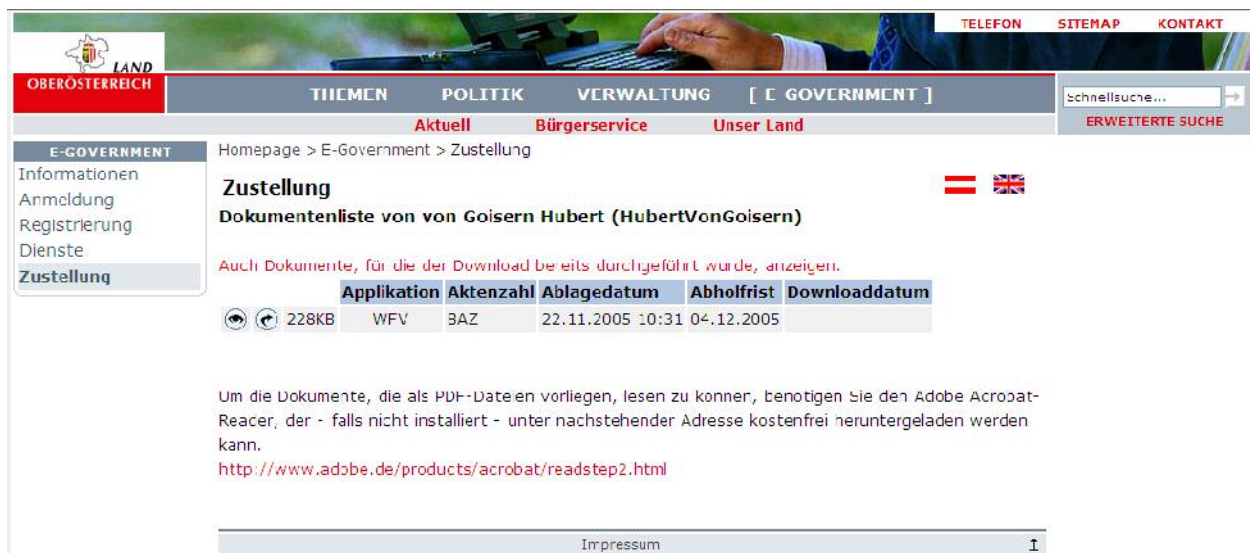 TELEFON SITEMAP KONTAKT
LAND
OBERÖSTERREICH
THEMEN POLITIK VERWALTUNG [ E GOVERNMENT ]
Schnellsuche...
Aktuell Bürgerservice Unser Land
ERWEITERTE SUCHE
E-GOVERNMENT
Informationen
Anmeldung
Registrierung
Dienste
Zustellung
Homepage > E-Government > Zustellung
Zustellung
Dokumentenliste von von Goisern Hubert (HubertVonGoisern)
Auch Dokumente, für die der Download bereits durchgeführt wurde, anzeigen.
Applikation Aktenzahl Ablagedatum Abholfrist Downloaddatum
228KB WFV BAZ 22.11.2005 10:31 04.12.2005
Um die Dokumente, die als PDF-Dateien vorliegen, lesen zu können, benötigen Sie den Adobe Acrobat-
Reader, der - falls nicht installiert - unter nachstehender Adresse kostenfrei heruntergeladen werden
kann.
http://www.adobe.de/products/acrobat/readstep2.html
Impressum